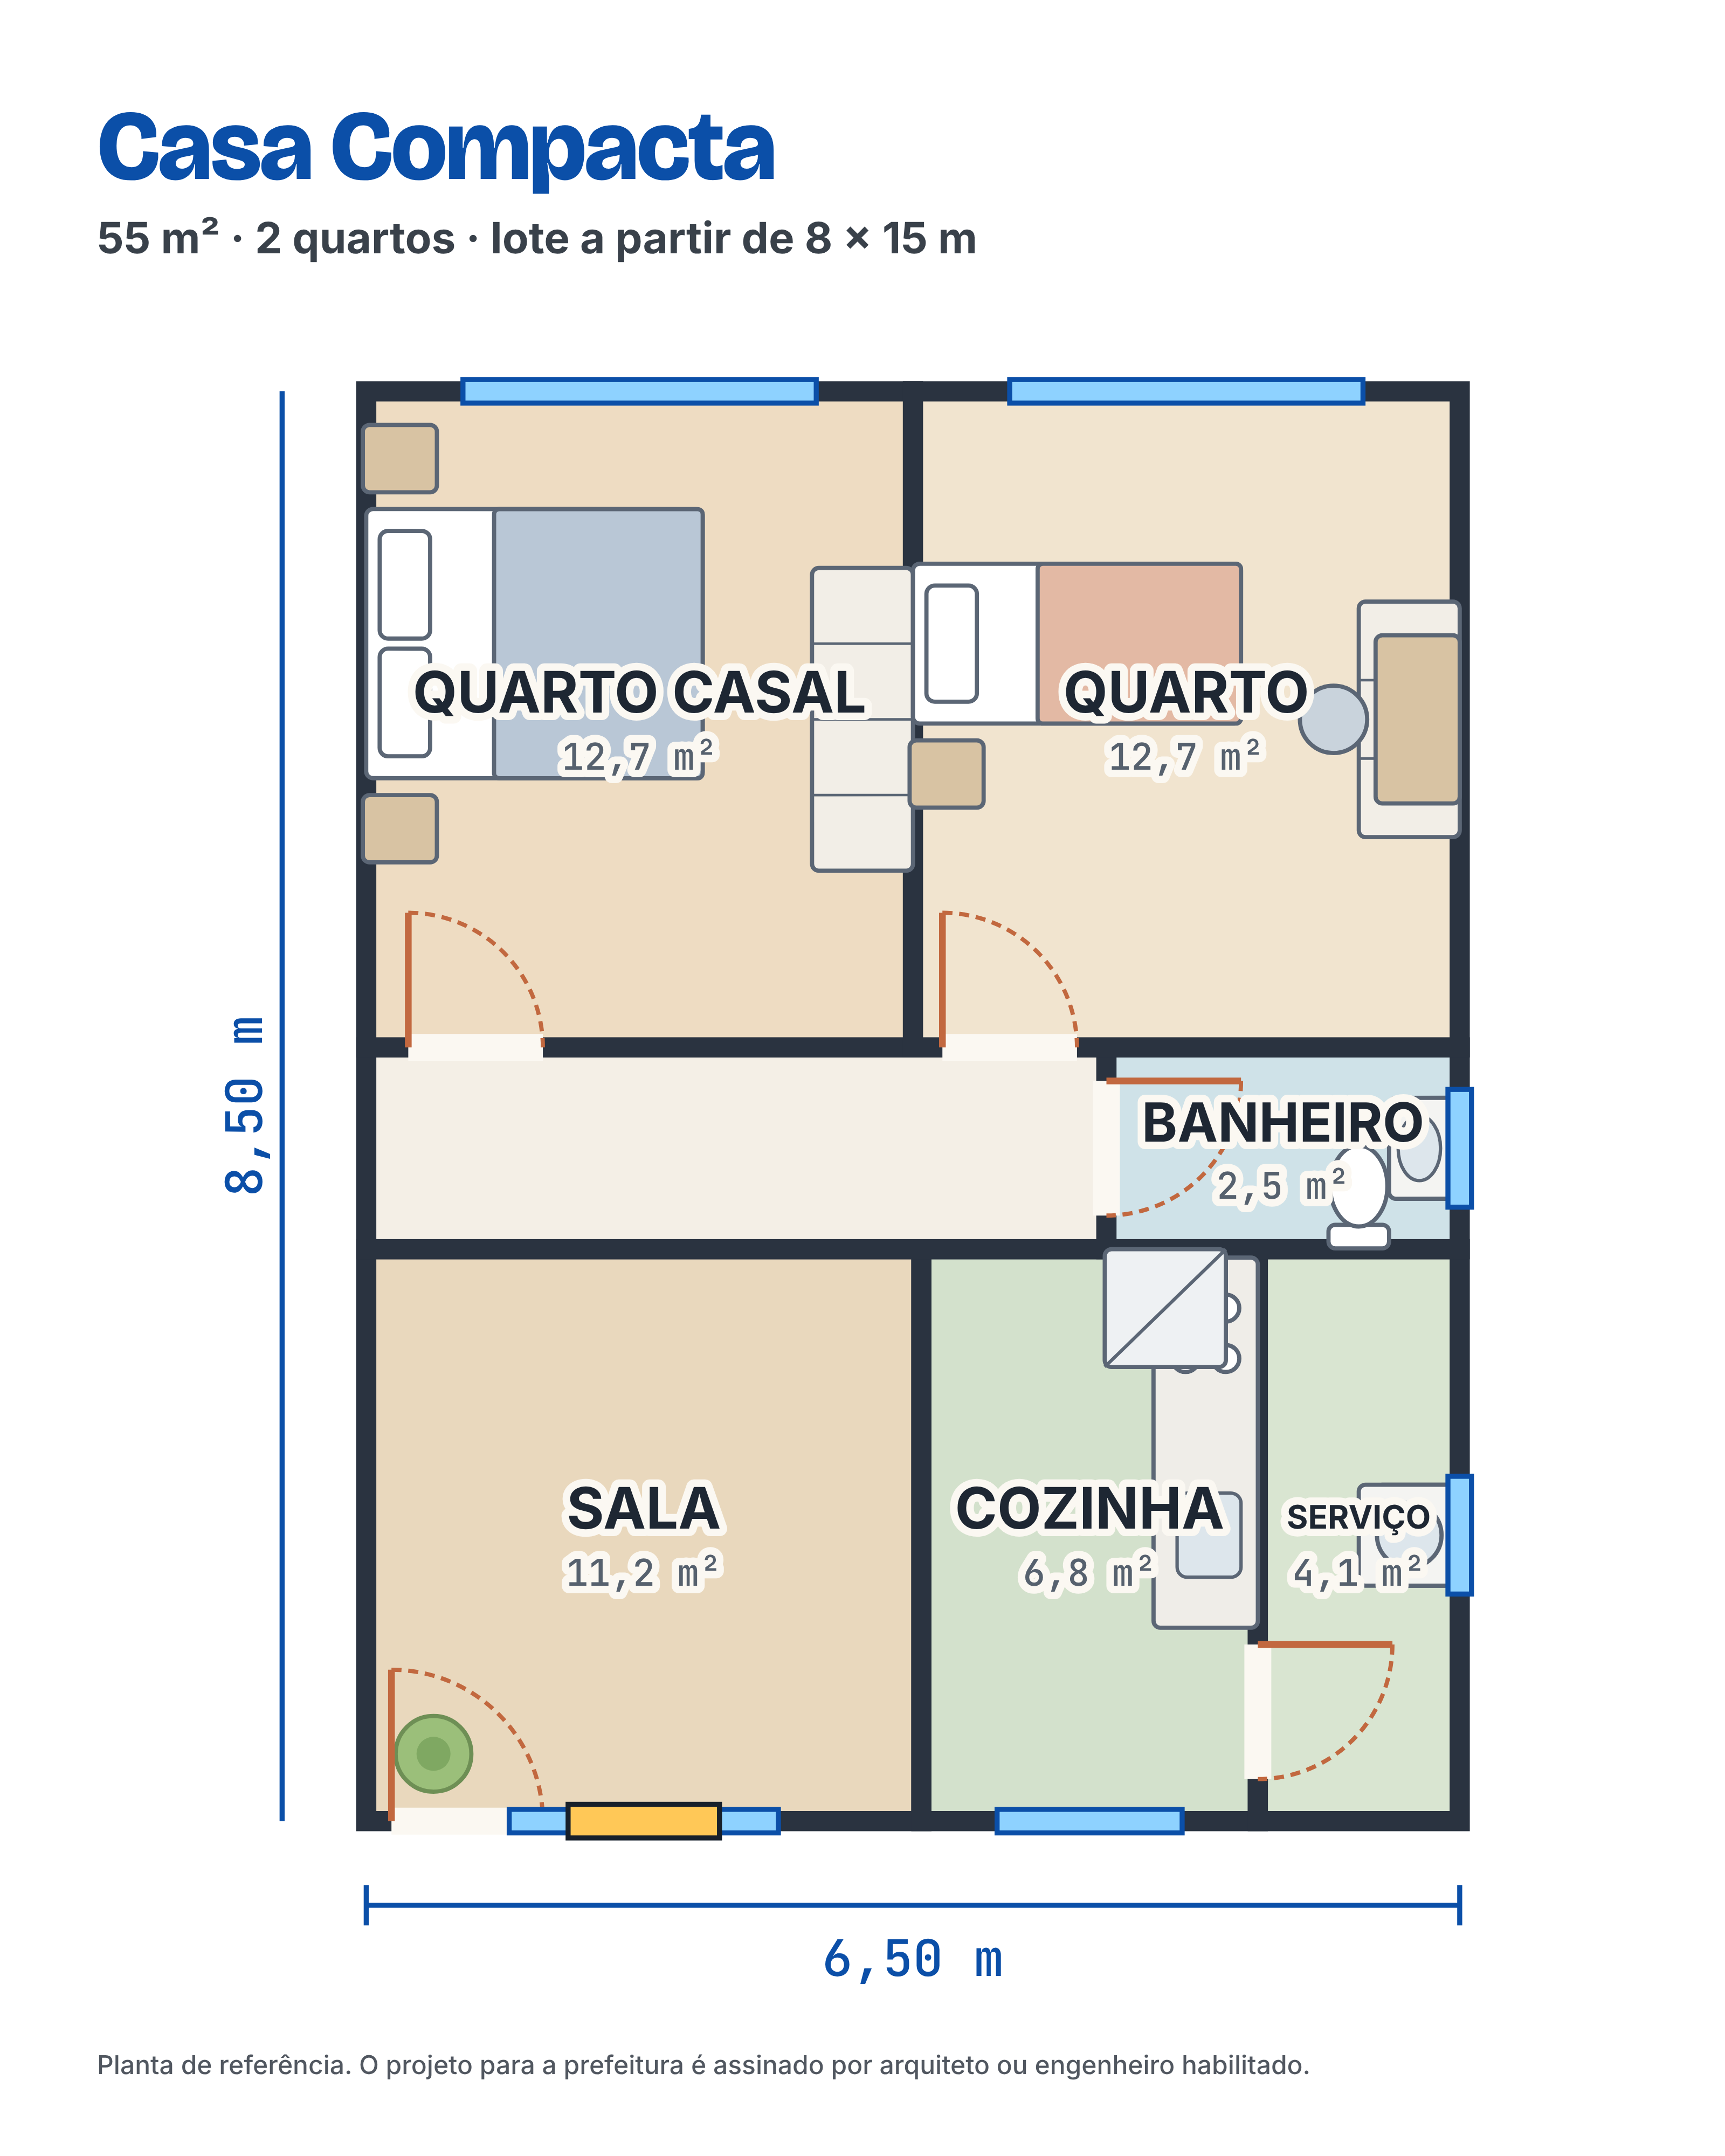 Casa Compacta
55 m² · 2 quartos · lote a partir de 8 × 15 m
QUARTO CASAL
12,7 m²
QUARTO
12,7 m²
8,50 m
BANHEIRO
2,5 m²
SALA
11,2 m²
COZINHA
6,8 m²
SERVIÇO
4,1 m²
6,50 m
Planta de referência. O projeto para a prefeitura é assinado por arquiteto ou engenheiro habilitado.